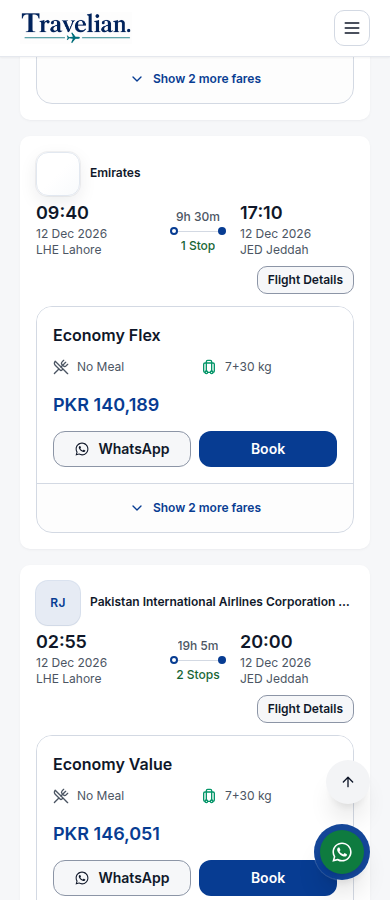 Travelian.
Show 2 more fares
Emirates
09:40
12 Dec 2026
LHE Lahore
9h 30m
1 Stop
17:10
12 Dec 2026
JED Jeddah
Flight Details
Economy Flex
No Meal
7+30 kg
PKR 140,189
WhatsApp
Book
Show 2 more fares
RJ
Pakistan International Airlines Corporation ...
02:55
12 Dec 2026
LHE Lahore
19h 5m
2 Stops
20:00
12 Dec 2026
JED Jeddah
Flight Details
Economy Value
No Meal
7+30 kg
PKR 146,051
WhatsApp
Book